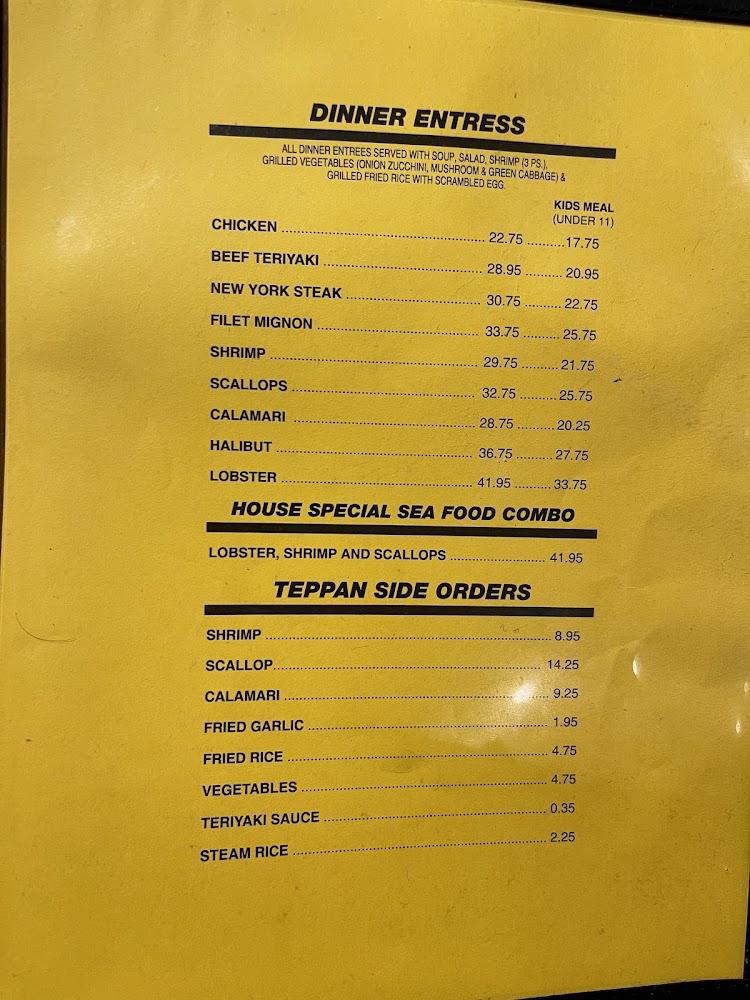 DINNER ENTRESS
ALL DINNER ENTREES SERVED WITH SOUP, SALAD, SHRIMP (3 PS.),
GRILLED VEGETABLES (ONION ZUCCHINI, MUSHROOM & GREEN CABBAGE) &
GRILLED FRIED RICE WITH SCRAMBLED EGG.
KIDS MEAL
(UNDER 11)
CHICKEN ........ 22.75 ........ 17.75
BEEF TERIYAKI ........ 28.95 ........ 20.95
NEW YORK STEAK ........ 30.75 ........ 22.75
FILET MIGNON ........ 33.75 ........ 25.75
SHRIMP ........ 29.75 ........ 21.75
SCALLOPS ........ 32.75 ........ 25.75
CALAMARI ........ 28.75 ........ 20.25
HALIBUT ........ 36.75 ........ 27.75
LOBSTER ........ 41.95 ........ 33.75
HOUSE SPECIAL SEA FOOD COMBO
LOBSTER, SHRIMP AND SCALLOPS ........ 41.95
TEPPAN SIDE ORDERS
SHRIMP ........ 8.95
SCALLOP ........ 14.25
CALAMARI ........ 9.25
FRIED GARLIC ........ 1.95
FRIED RICE ........ 4.75
VEGETABLES ........ 4.75
TERIYAKI SAUCE ........ 0.35
STEAM RICE ........ 2.25